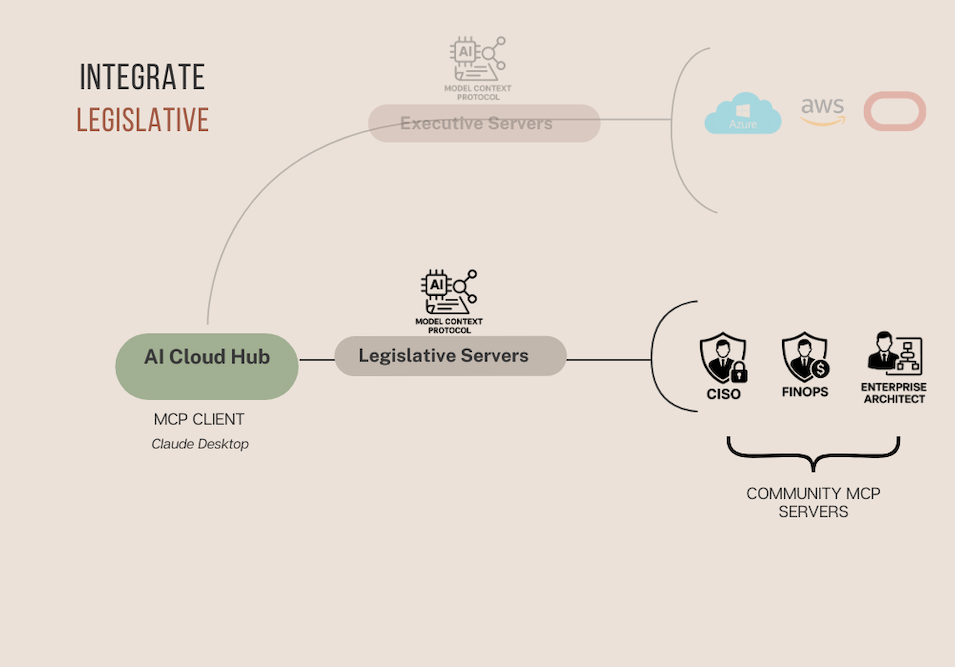 INTEGRATE
LEGISLATIVE
AI
MODEL CONTEXT
PROTOCOL
Executive Servers
Azure
aws
AI
MODEL CONTEXT
PROTOCOL
AI Cloud Hub
Legislative Servers
MCP CLIENT
Claude Desktop
CISO
$
FINOPS
ENTERPRISE
ARCHITECT
COMMUNITY MCP
SERVERS